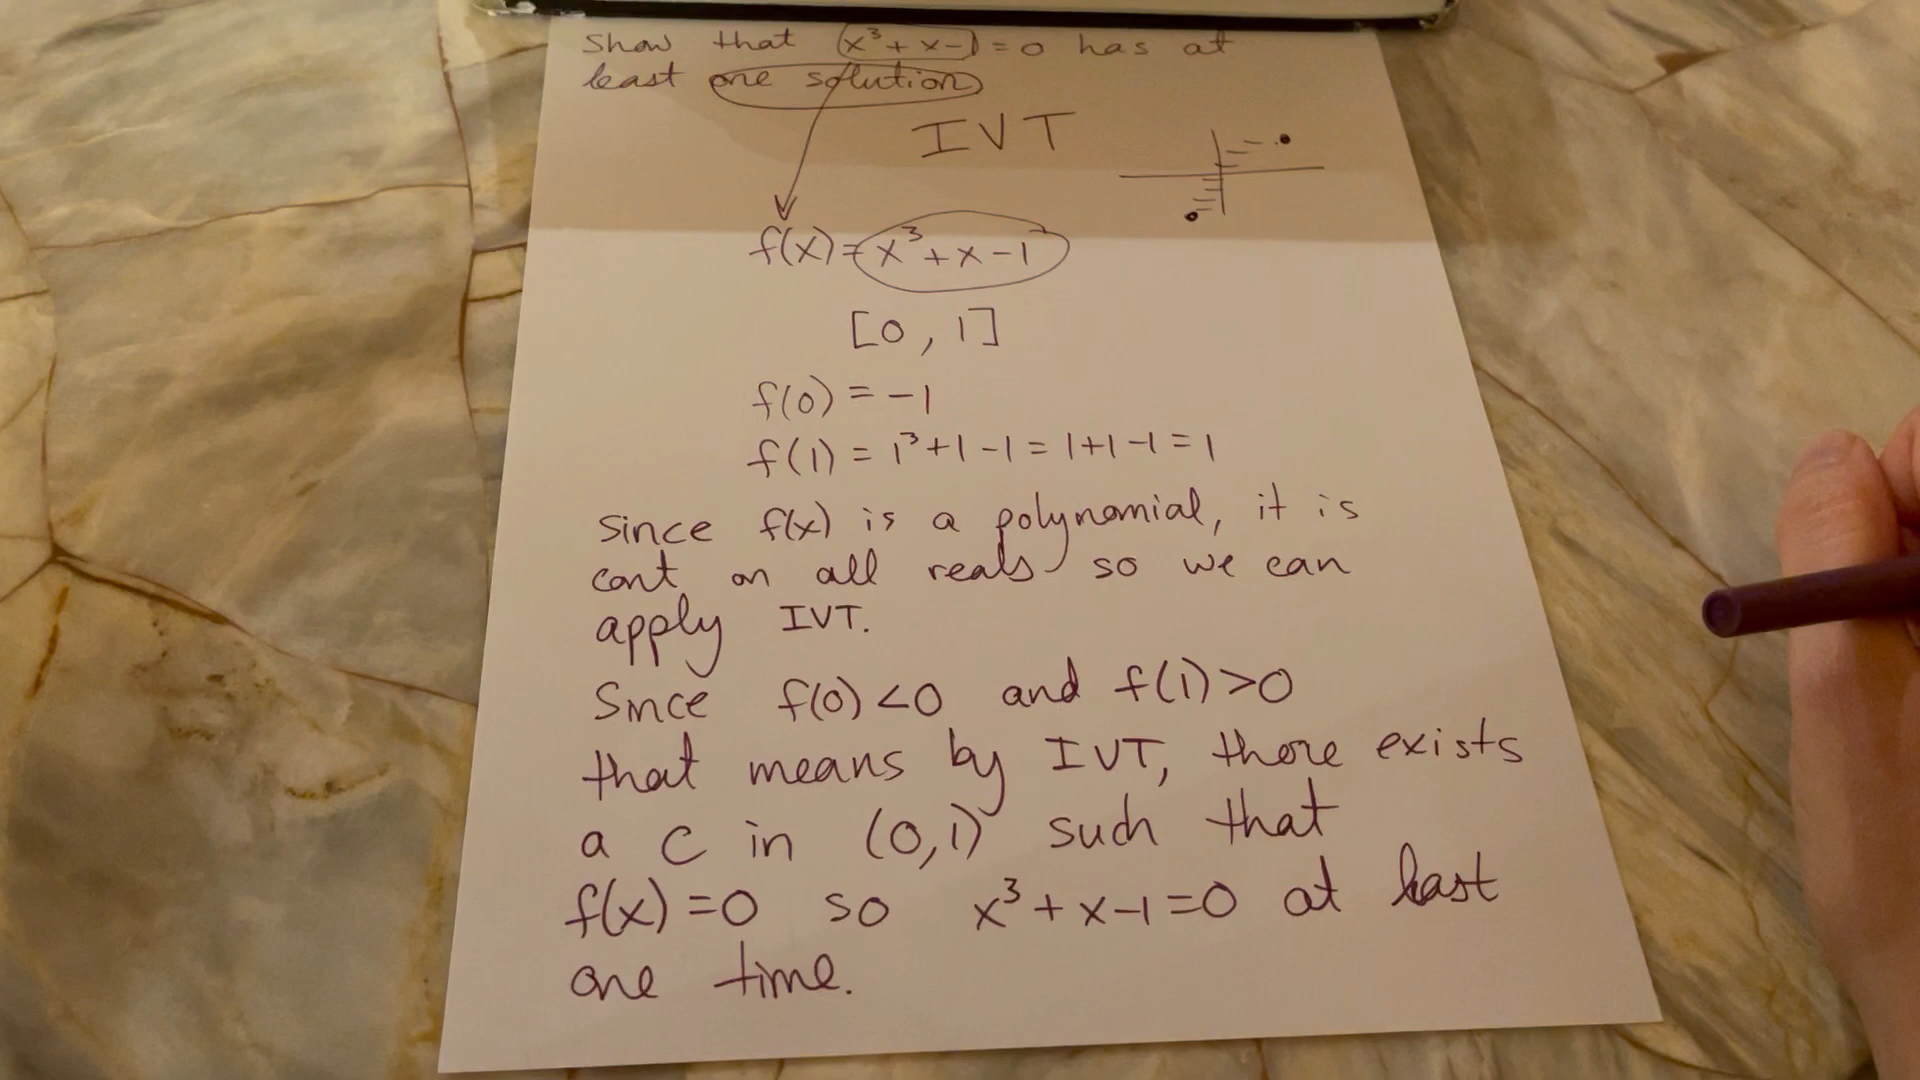 Show that (x³+x-1)=0 has at
least one solution
IVT
f(x)=x³+x-1
[0,1]
f(0)=-1
f(1)=1³+1-1=1+1-1=1
Since f(x) is a polynomial, it is
cont on all reals so we can
apply IVT.
Since f(0)<0 and f(1)>0
that means by IVT, there exists
a c in (0,1) such that
f(x)=0 so x³+x-1=0 at least
one time.